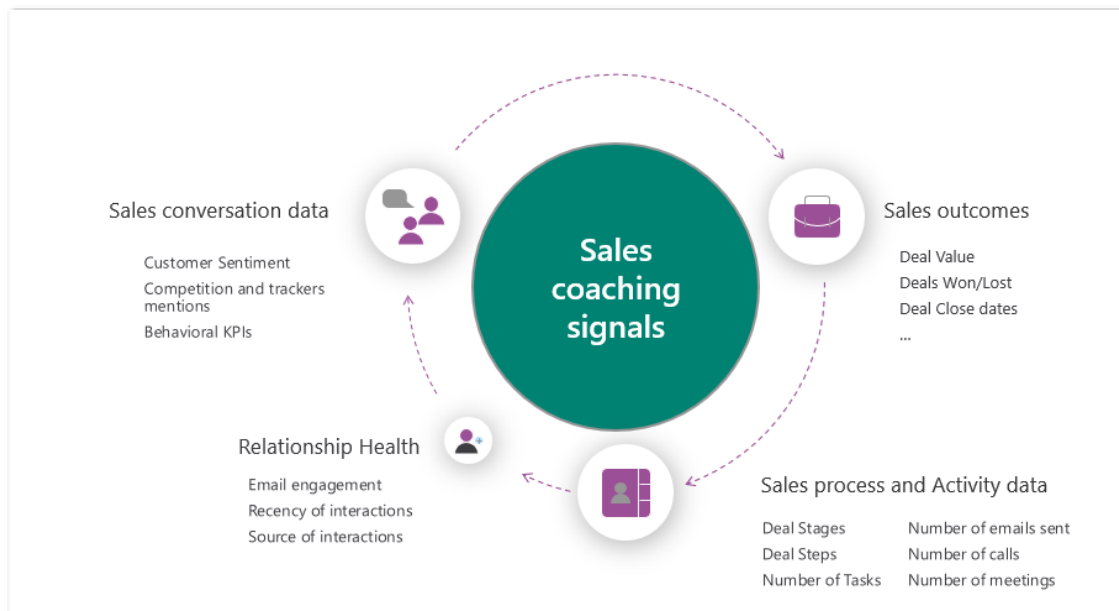 Sales
coaching
signals
Sales conversation data
Customer Sentiment
Competition and trackers
mentions
Behavioral KPIs
Sales outcomes
Deal Value
Deals Won/Lost
Deal Close dates
...
Relationship Health
Email engagement
Recency of interactions
Source of interactions
Sales process and Activity data
Deal Stages
Deal Steps
Number of Tasks
Number of emails sent
Number of calls
Number of meetings